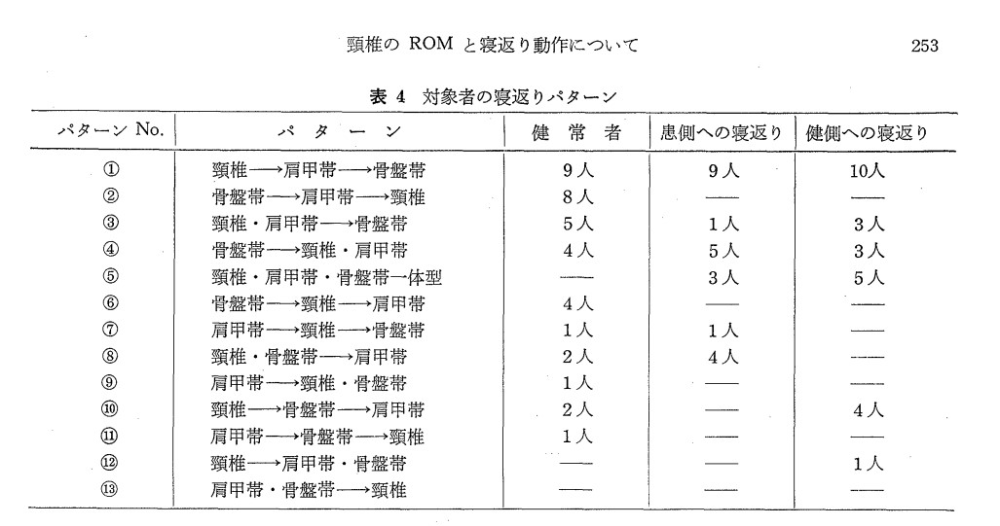 頸椎の ROM と寝返り動作について 253
表 4 対象者の寝返りパターン
パターン No. パターン 健常者 患側への寝返り 健側への寝返り
① 頸椎→肩甲帯→骨盤帯 9人 9人 10人
② 骨盤帯→肩甲帯→頸椎 8人 — —
③ 頸椎・肩甲帯→骨盤帯 5人 1人 3人
④ 骨盤帯→頸椎・肩甲帯 4人 5人 3人
⑤ 頸椎・肩甲帯・骨盤帯一体型 — 3人 5人
⑥ 骨盤帯→頸椎→肩甲帯 4人 — —
⑦ 肩甲帯→頸椎→骨盤帯 1人 1人 —
⑧ 頸椎・骨盤帯→肩甲帯 2人 4人 —
⑨ 肩甲帯→頸椎・骨盤帯 1人 — —
⑩ 頸椎→骨盤帯→肩甲帯 2人 — 4人
⑪ 肩甲帯→骨盤帯→頸椎 1人 — —
⑫ 頸椎→肩甲帯・骨盤帯 — — 1人
⑬ 肩甲帯・骨盤帯→頸椎 — — —